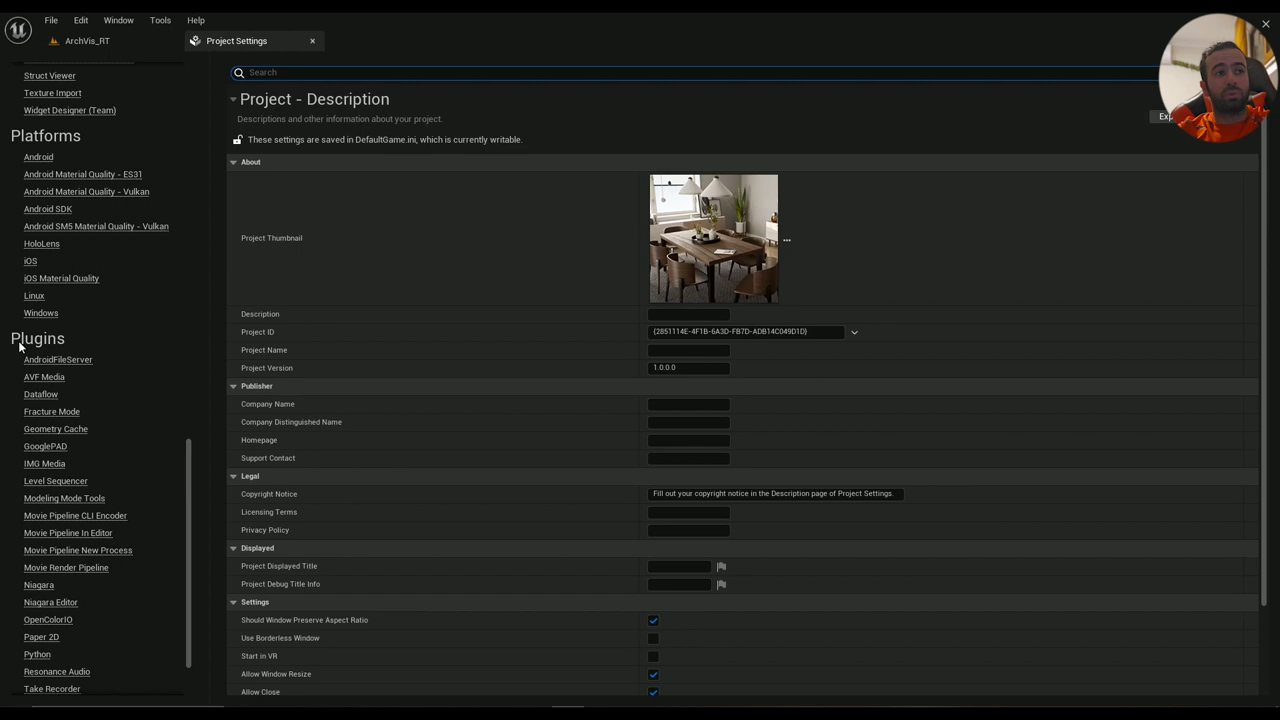 File Edit Window Tools Help
ArchVis_RT
Project Settings
Struct Viewer
Texture Import
Widget Designer (Team)
Platforms
Android
Android Material Quality - ES31
Android Material Quality - Vulkan
Android SDK
Android SM5 Material Quality - Vulkan
HoloLens
iOS
iOS Material Quality
Linux
Windows
Plugins
AndroidFileServer
AVF Media
Dataflow
Fracture Mode
Geometry Cache
GooglePAD
IMG Media
Level Sequencer
Modeling Mode Tools
Movie Pipeline CLI Encoder
Movie Pipeline In Editor
Movie Pipeline New Process
Movie Render Pipeline
Niagara
Niagara Editor
OpenColorIO
Paper 2D
Python
Resonance Audio
Take Recorder
Search
Project - Description
Descriptions and other information about your project.
These settings are saved in DefaultGame.ini, which is currently writable.
About
Project Thumbnail
Description
Project ID {2851114E-4F1B-6A3D-FB7D-ADB14C049D1D}
Project Name
Project Version 1.0.0.0
Publisher
Company Name
Company Distinguished Name
Homepage
Support Contact
Legal
Copyright Notice Fill out your copyright notice in the Description page of Project Settings.
Licensing Terms
Privacy Policy
Displayed
Project Displayed Title
Project Debug Title Info
Settings
Should Window Preserve Aspect Ratio
Use Borderless Window
Start in VR
Allow Window Resize
Allow Close